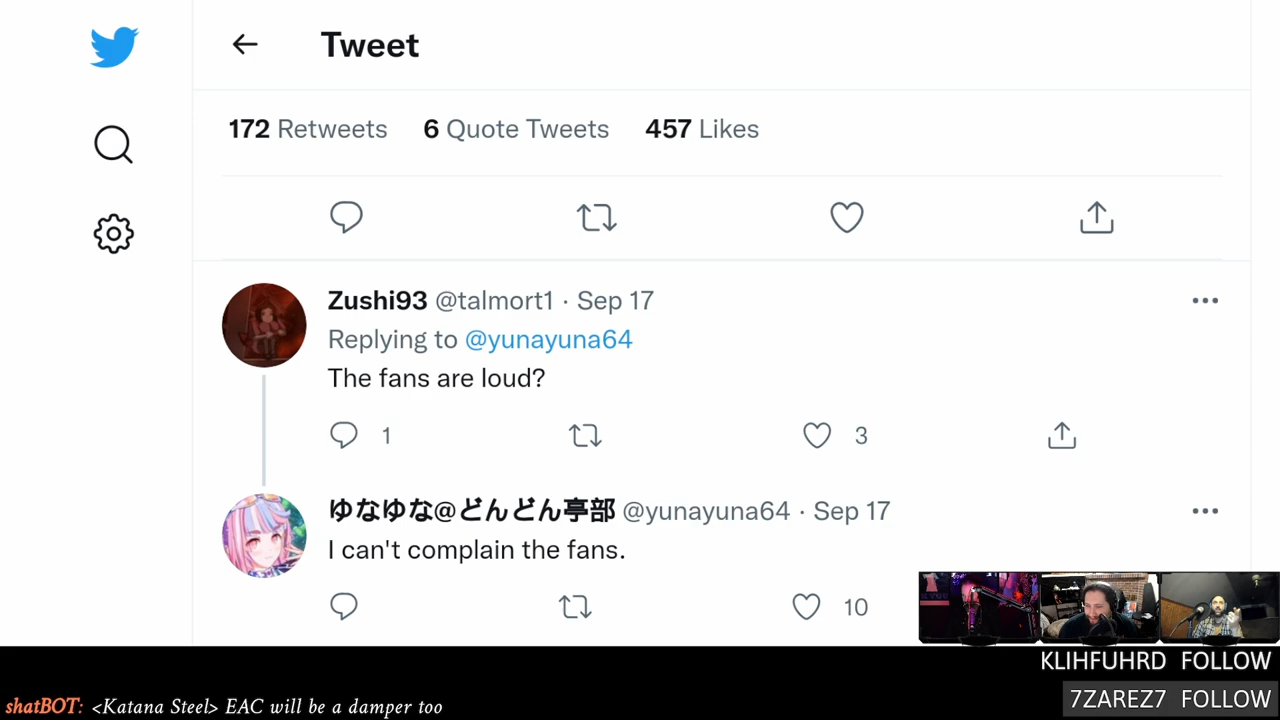 Tweet
172 Retweets 6 Quote Tweets 457 Likes
Zushi93 @talmort1 · Sep 17
Replying to @yunayuna64
The fans are loud?
1 3
ゆなゆな@どんどん亭部 @yunayuna64 · Sep 17
I can't complain the fans.
10
KLIHFUHRD FOLLOW
7ZAREZ7 FOLLOW
shatBOT: <Katana Steel> EAC will be a damper too